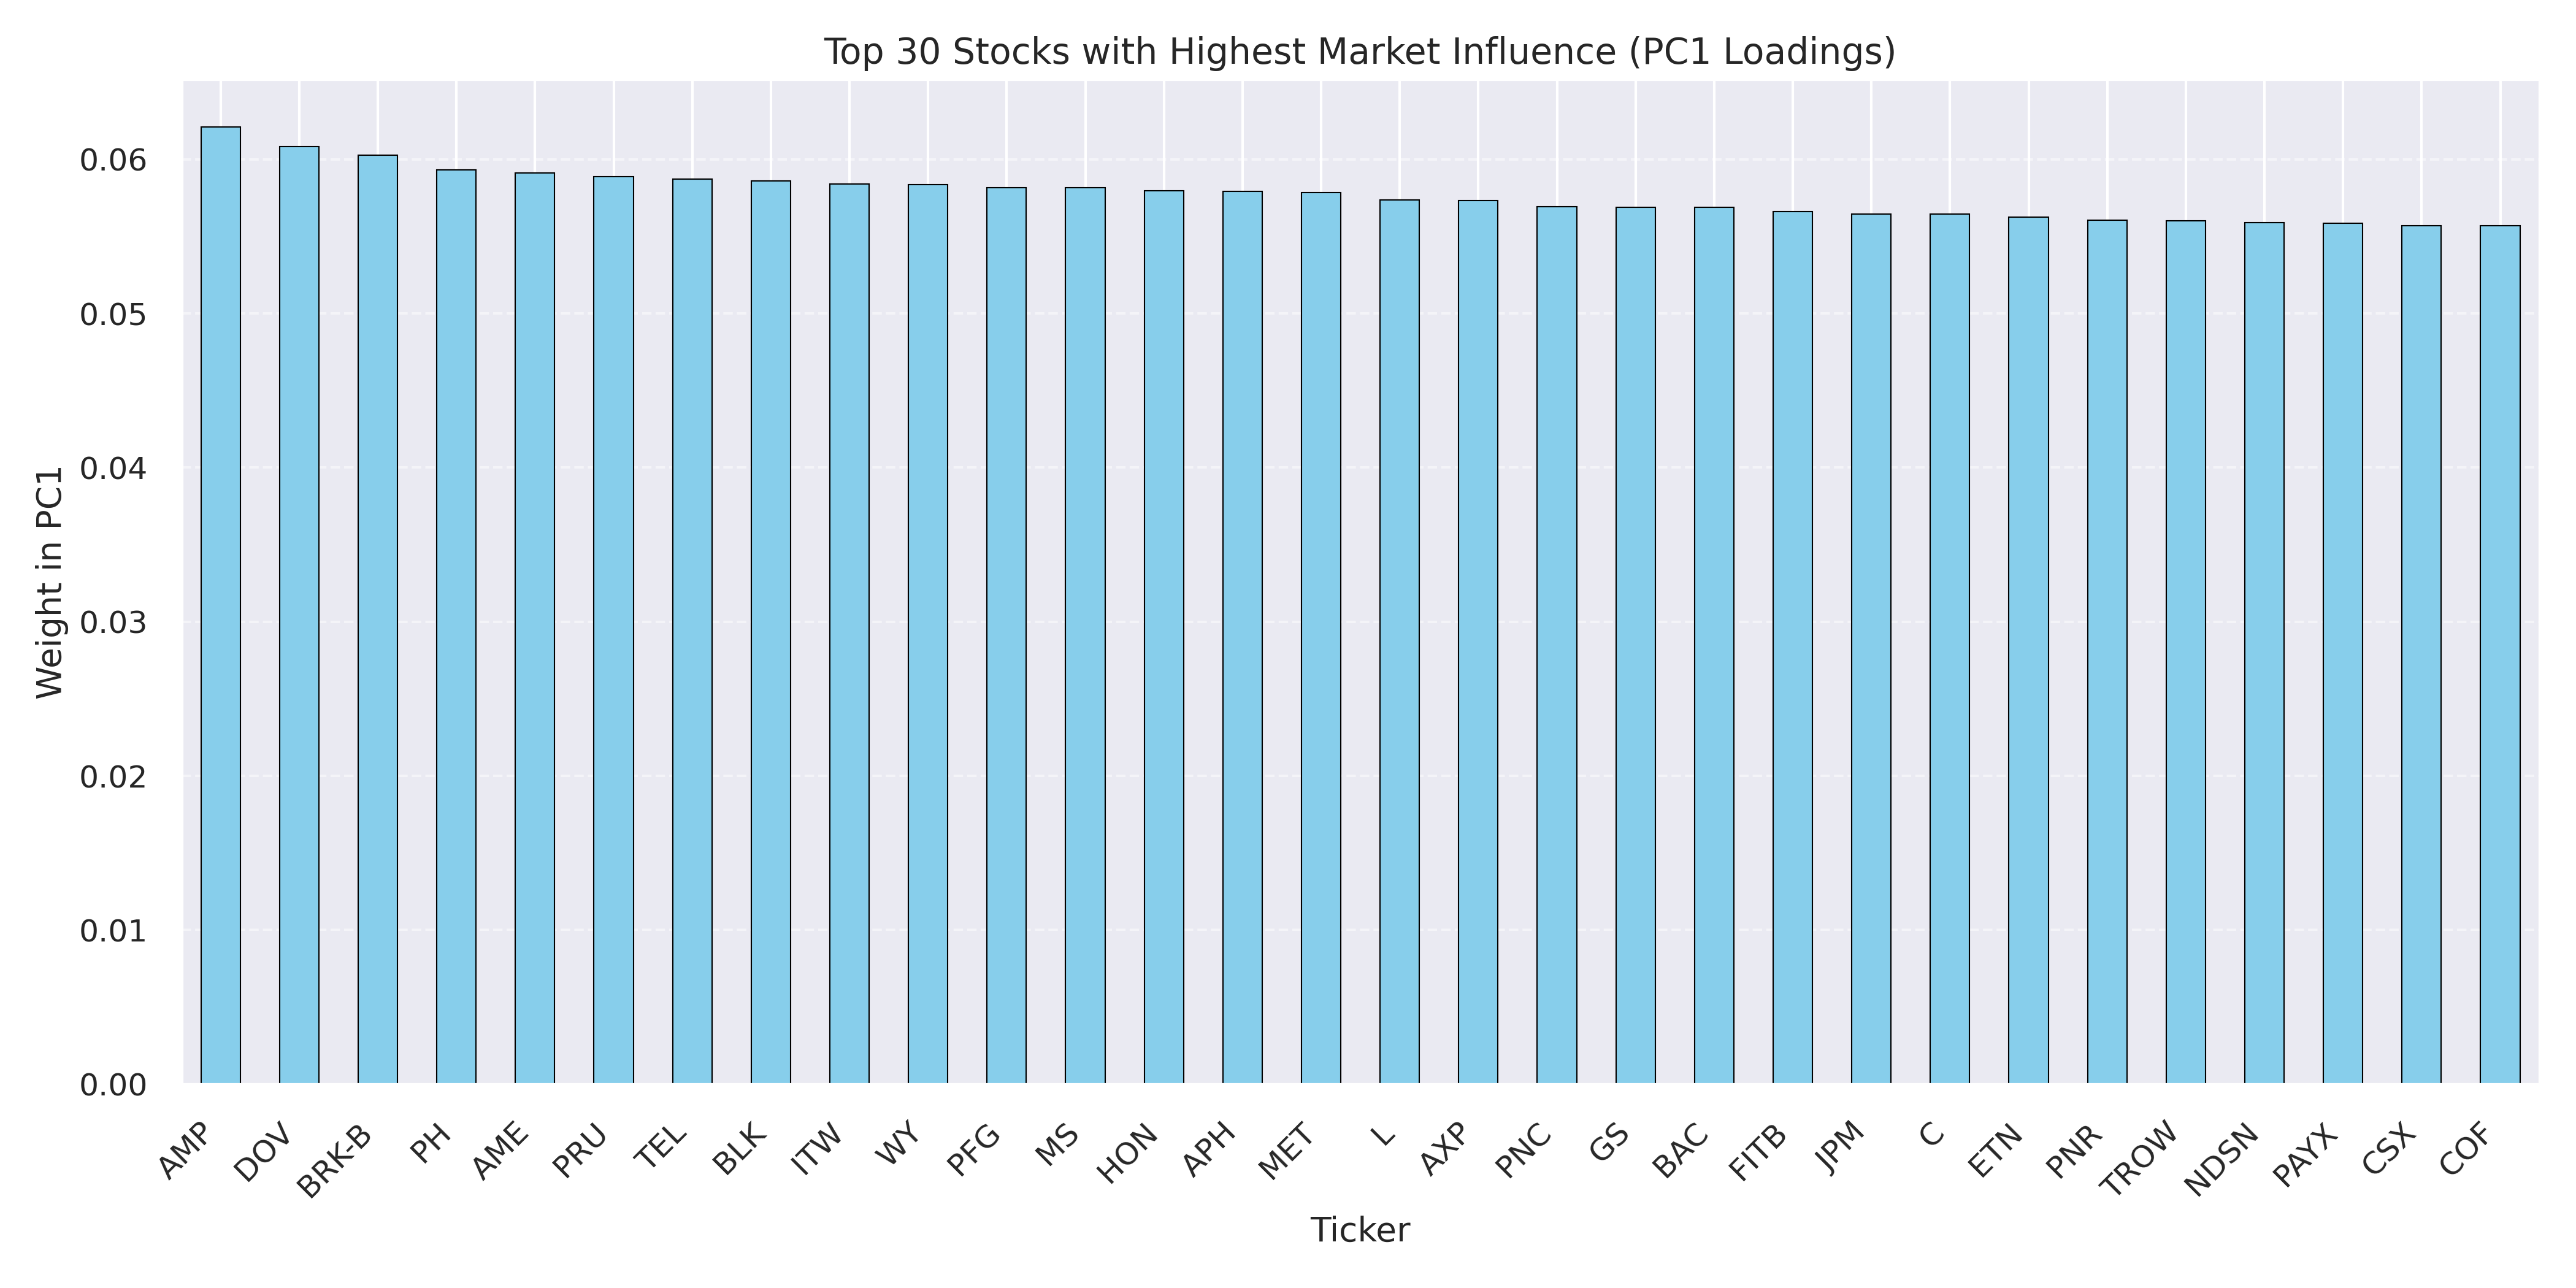 Top 30 Stocks with Highest Market Influence (PC1 Loadings)
Weight in PC1
0.06
0.05
0.04
0.03
0.02
0.01
0.00
AMP DOV BRK-B PH AME PRU TEL BLK ITW WY PFG MS HON APH MET L AXP PNC GS BAC FITB JPM C ETN PNR TROW NDSN PAYX CSX COF
Ticker